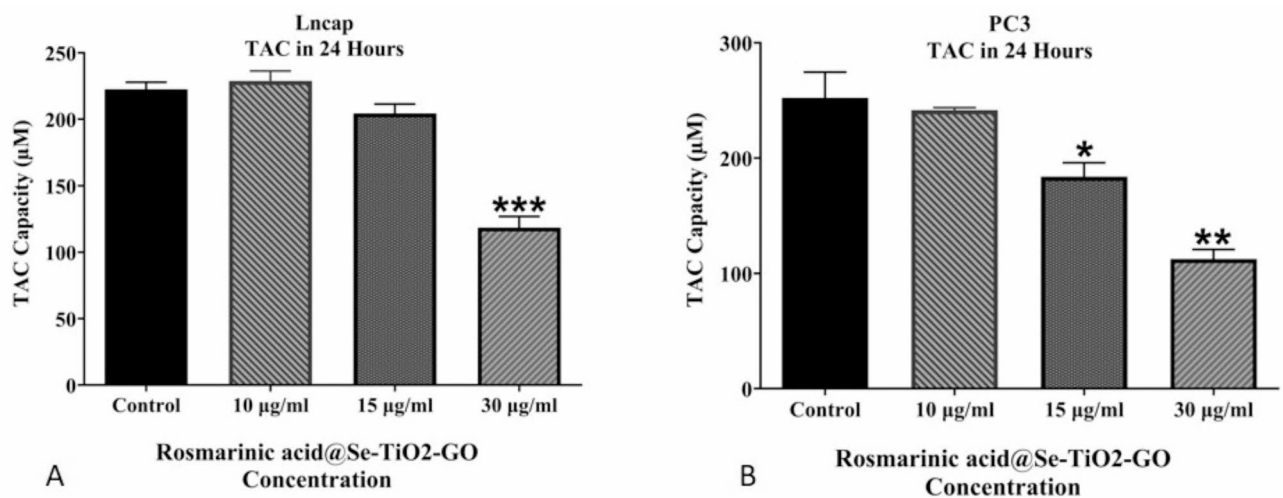 Lncap
TAC in 24 Hours
TAC Capacity (µM)
250
200
150
100
50
0
***
Control
10 µg/ml
15 µg/ml
30 µg/ml
Rosmarinic acid@Se-TiO2-GO
Concentration
A
PC3
TAC in 24 Hours
TAC Capacity (µM)
300
200
100
0
*
**
Control
10 µg/ml
15 µg/ml
30 µg/ml
Rosmarinic acid@Se-TiO2-GO
Concentration
B